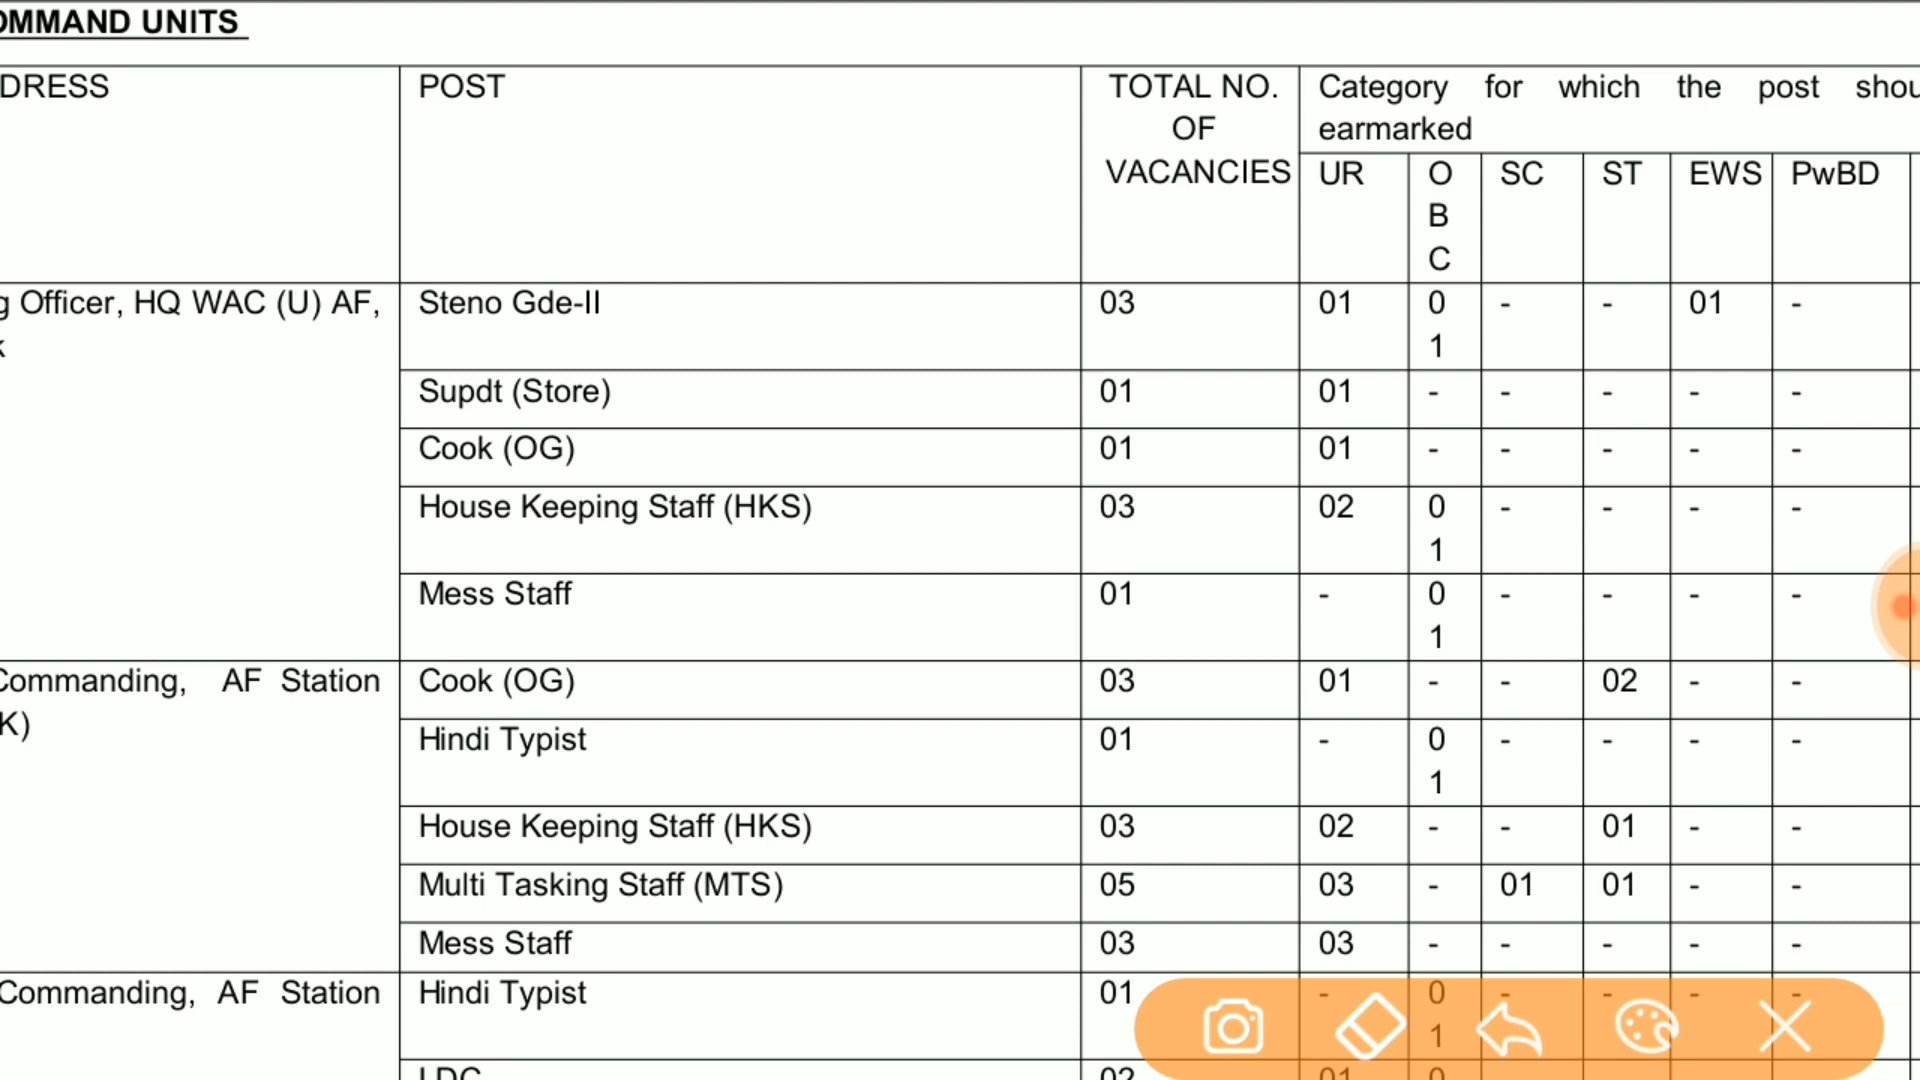 OMMAND UNITS
DRESS POST TOTAL NO. OF VACANCIES Category for which the post shou earmarked
UR OBC SC ST EWS PwBD
g Officer, HQ WAC (U) AF, k
Steno Gde-II 03 01 01 - - 01 -
Supdt (Store) 01 01 - - - - -
Cook (OG) 01 01 - - - - -
House Keeping Staff (HKS) 03 02 01 - - - -
Mess Staff 01 - 01 - - - -
Commanding, AF Station K)
Cook (OG) 03 01 - - 02 - -
Hindi Typist 01 - 01 - - - -
House Keeping Staff (HKS) 03 02 - - 01 - -
Multi Tasking Staff (MTS) 05 03 - 01 01 - -
Mess Staff 03 03 - - - - -
Commanding, AF Station
Hindi Typist 01 - 01 - - - -
LDC 02 01 0